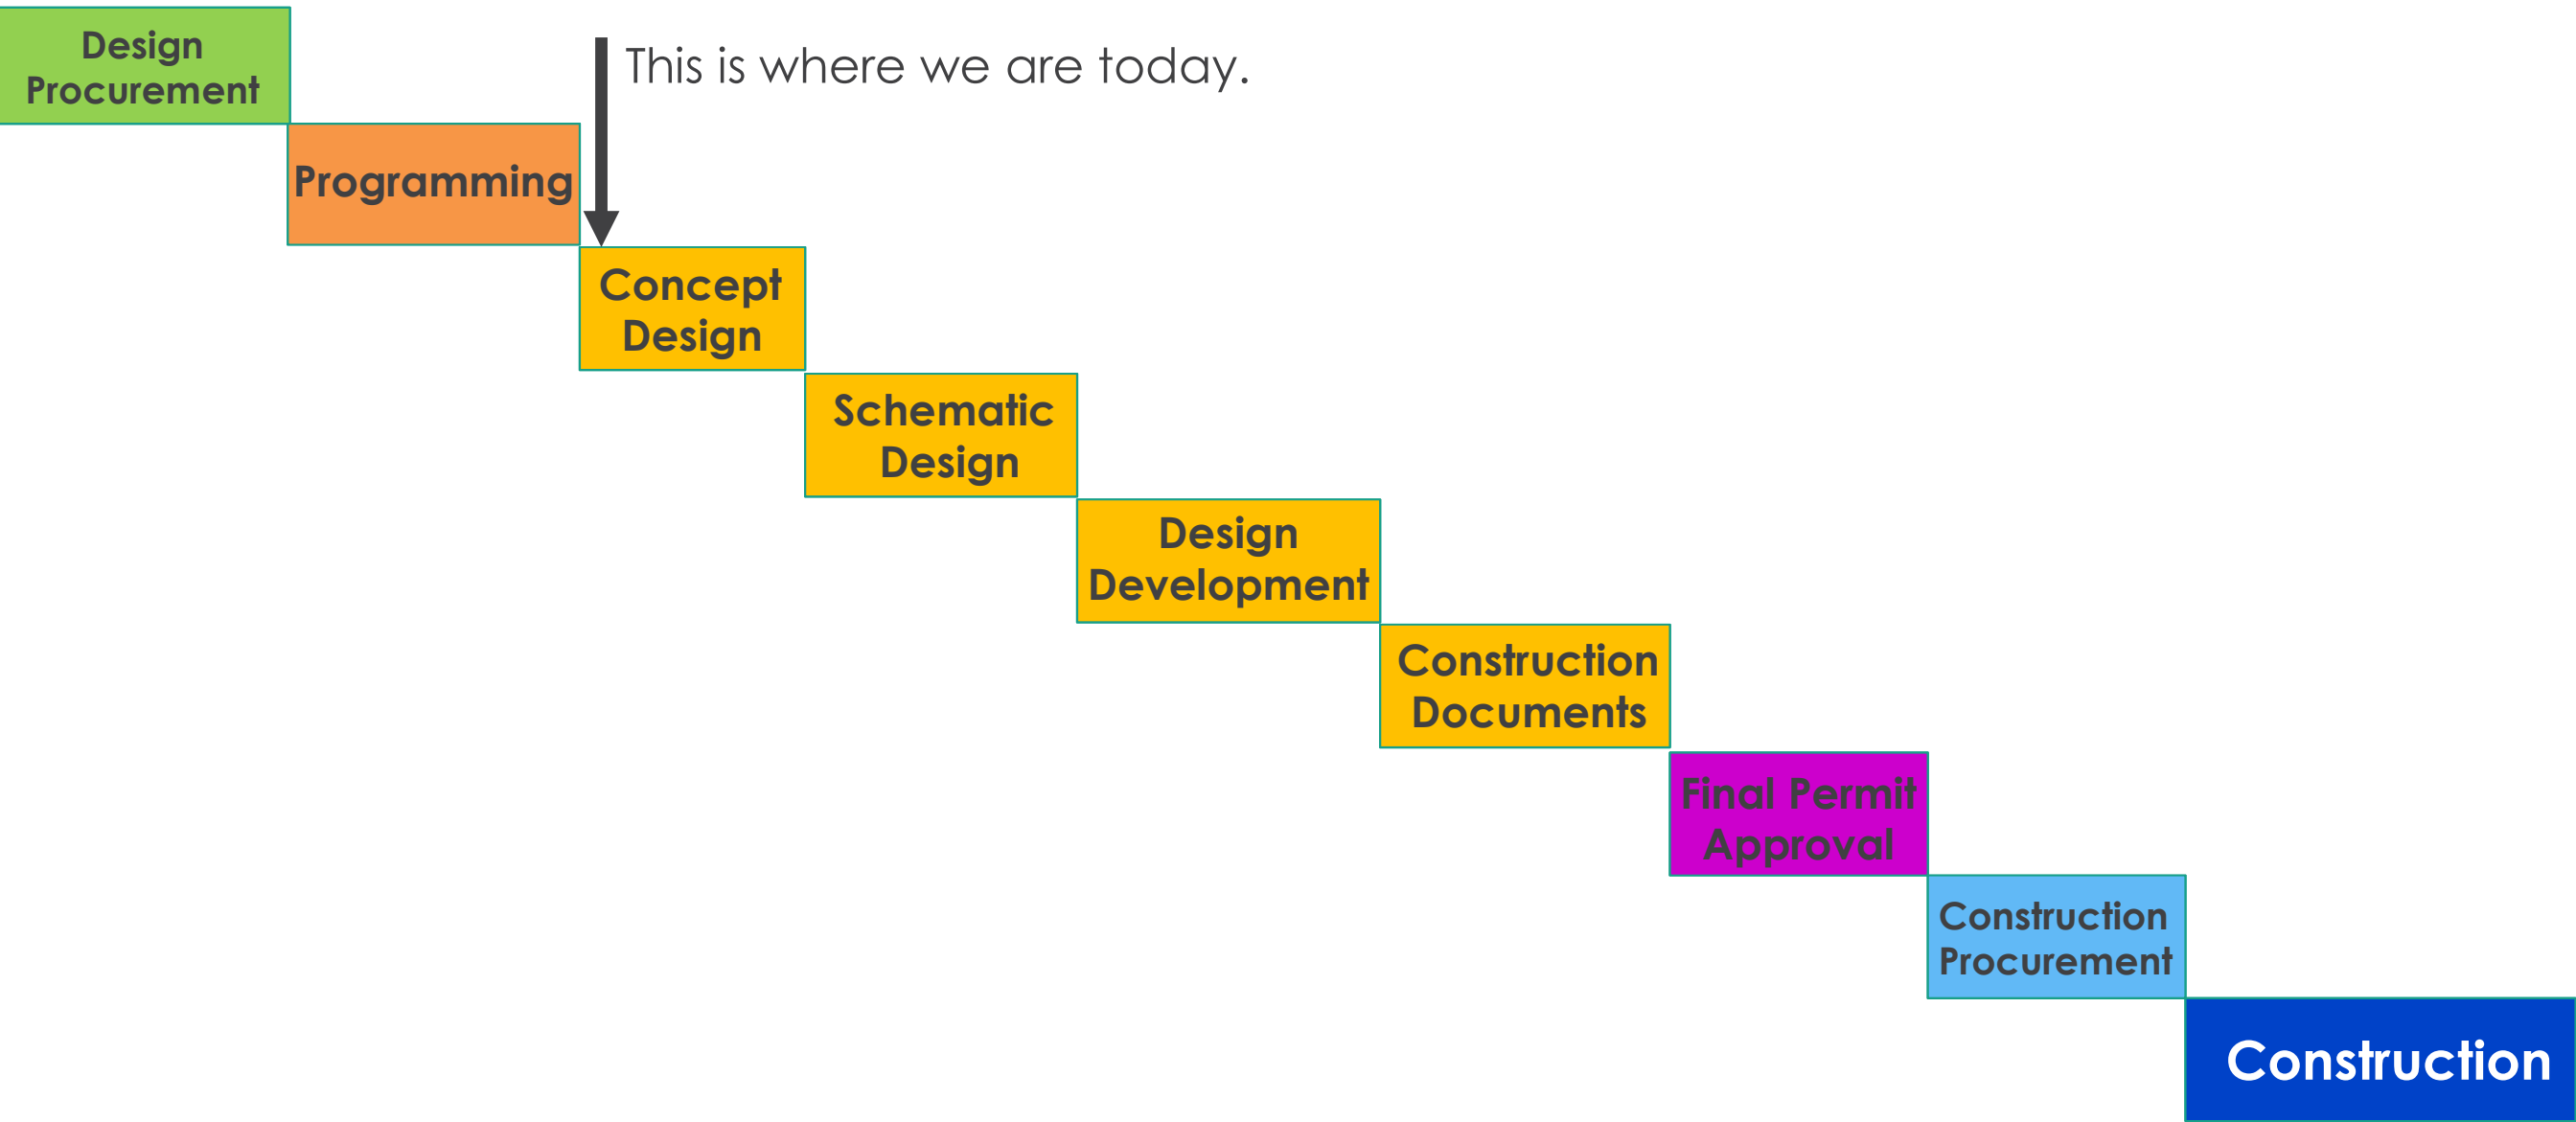 Design
Procurement
This is where we are today.
Programming
Concept
Design
Schematic
Design
Design
Development
Construction
Documents
Final Permit
Approval
Construction
Procurement
Construction